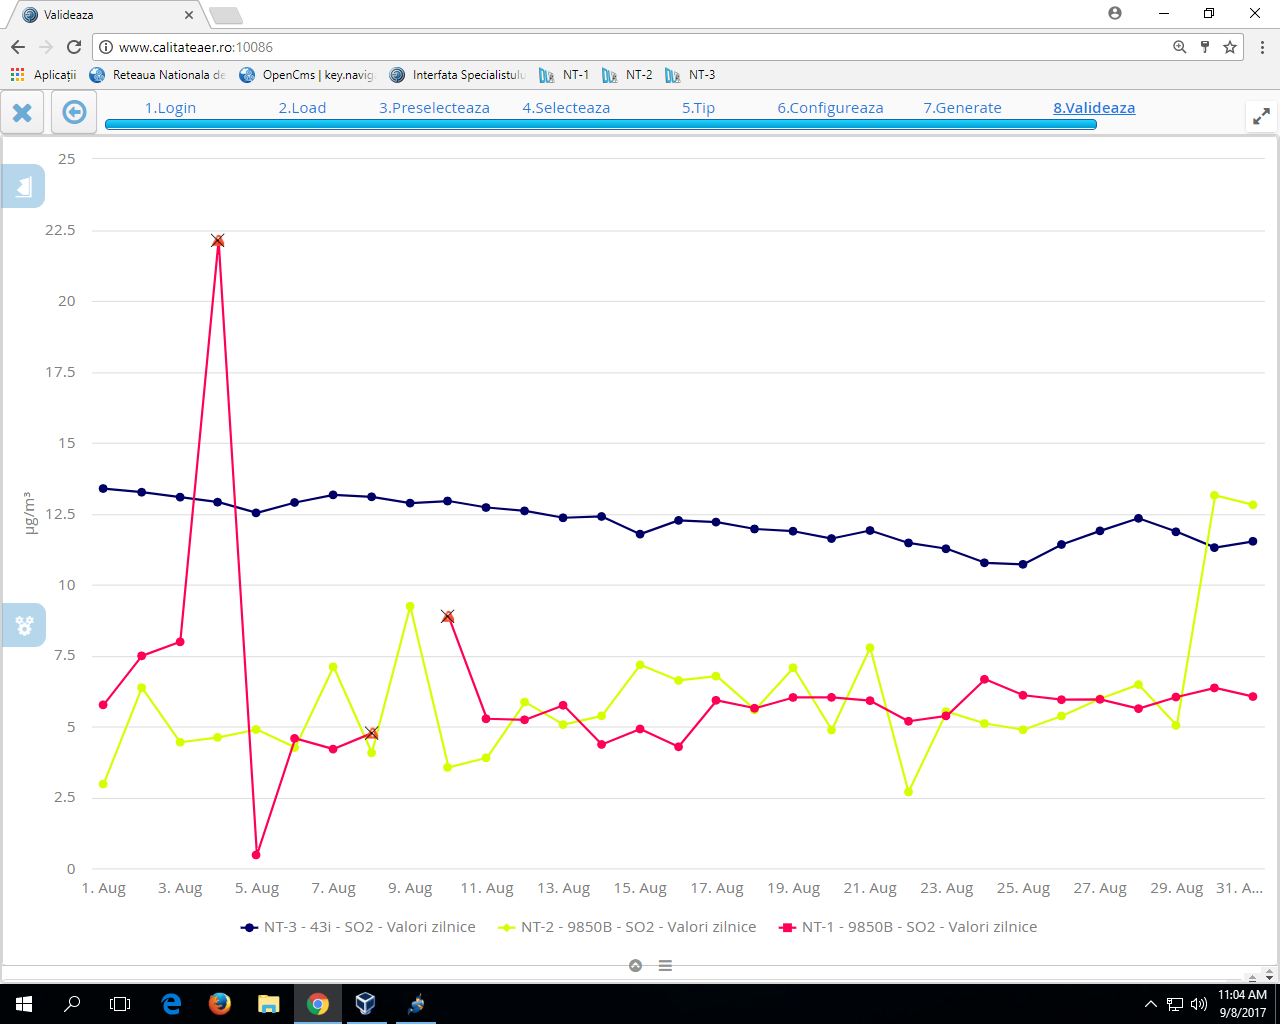 Valideaza
www.calitateaer.ro:10086
Aplicații
Reteaua Nationala de
OpenCms | key.navig
Interfata Specialistulu
NT-1
NT-2
NT-3
1.Login
2.Load
3.Preselecteaza
4.Selecteaza
5.Tip
6.Configureaza
7.Generate
8.Valideaza
25
22.5
20
17.5
15
12.5
10
7.5
5
2.5
0
µg/m³
1. Aug
3. Aug
5. Aug
7. Aug
9. Aug
11. Aug
13. Aug
15. Aug
17. Aug
19. Aug
21. Aug
23. Aug
25. Aug
27. Aug
29. Aug
31. A...
NT-3 - 43i - SO2 - Valori zilnice
NT-2 - 9850B - SO2 - Valori zilnice
NT-1 - 9850B - SO2 - Valori zilnice
11:04 AM
9/8/2017